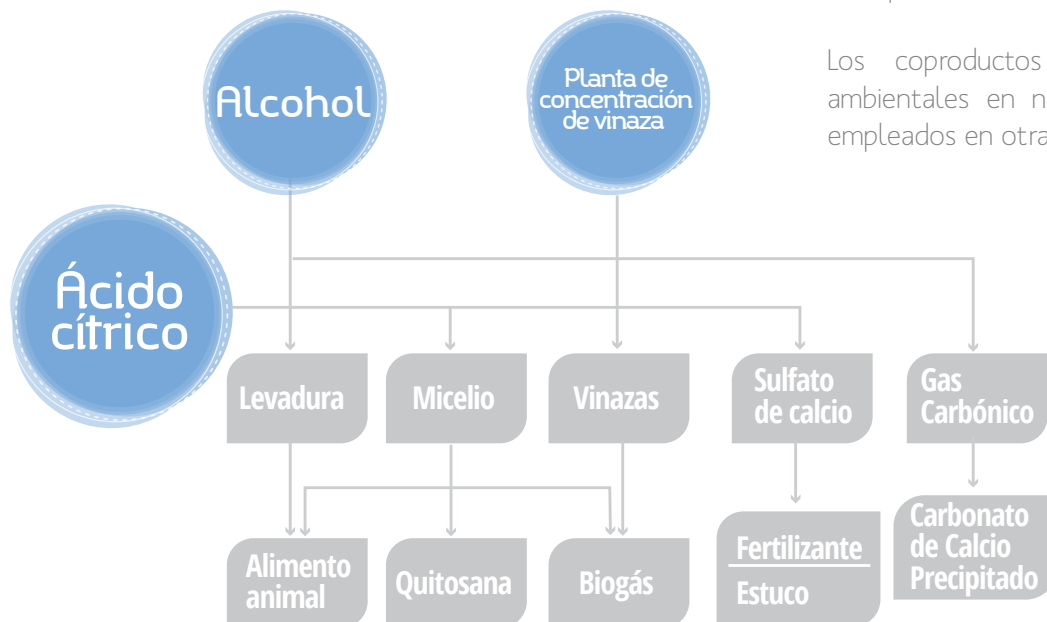 Los coproductos
ambientales en n
empleados en otra
Alcohol
Planta de
concentración
de vinaza
Ácido
cítrico
Levadura
Micelio
Vinazas
Sulfato
de calcio
Gas
Carbónico
Alimento
animal
Quitosana
Biogás
Fertilizante
Estuco
Carbonato
de Calcio
Precipitado